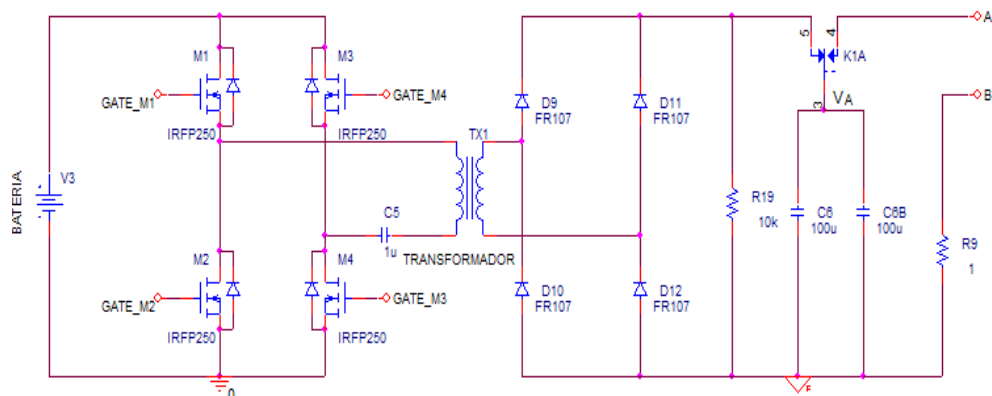 M1
M3
5
4
A
K1A
GATE_M1
GATE_M4
D9
FR107
D11
FR107
3
VA
B
IRFP250
IRFP250
TX1
BATERIA
V3
R19
10k
C6
100u
C6B
100u
C5
1u
TRANSFORMADOR
R9
1
M2
M4
GATE_M2
GATE_M3
D10
FR107
D12
FR107
IRFP250
IRFP250
0
F